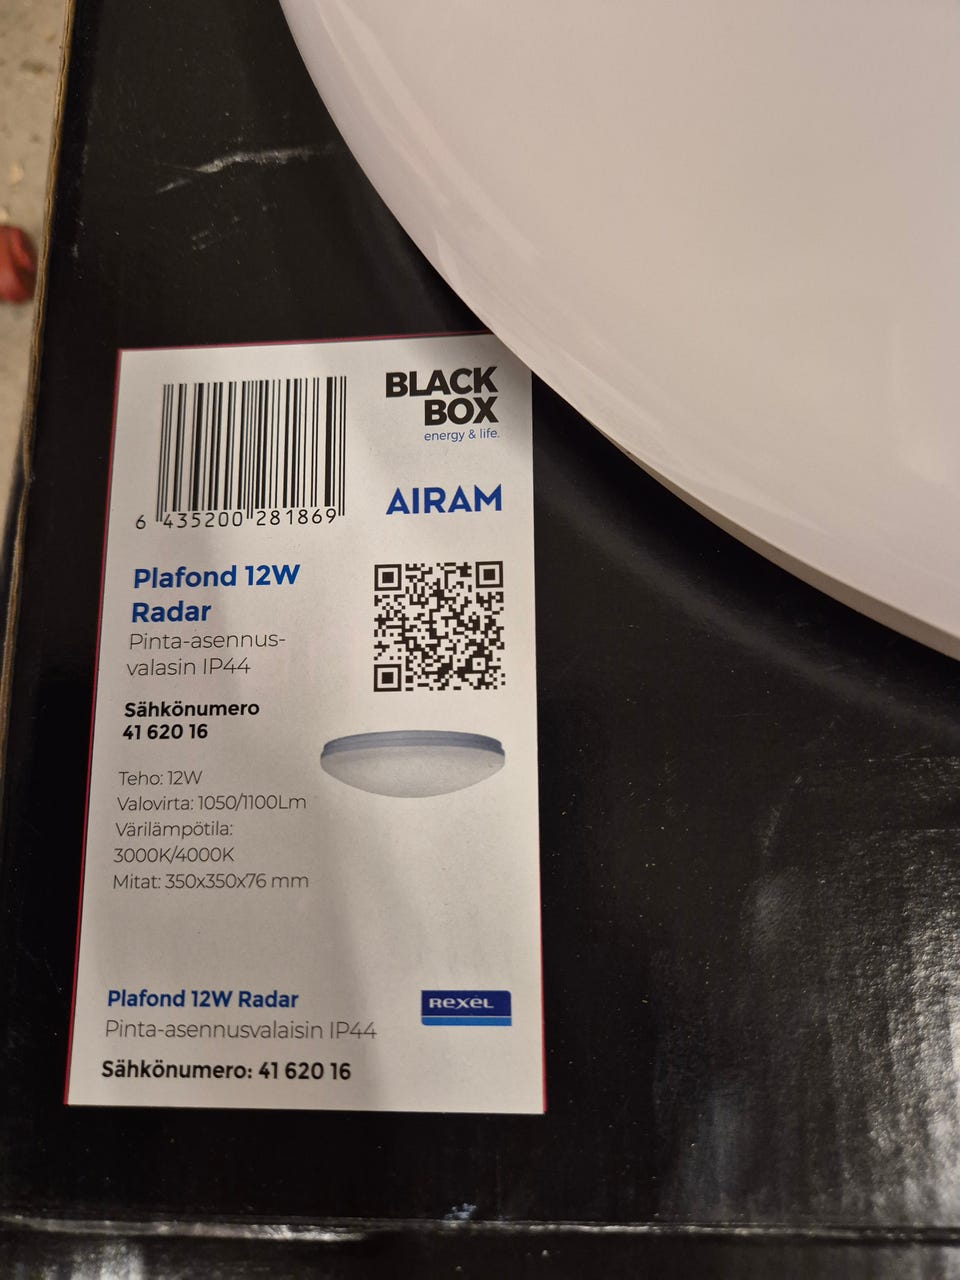 BLACK
BOX
energy & life.
6 435200 281869
AIRAM
Plafond 12W
Radar
Pinta-asennus-
valasin IP44
Sähkönumero
41 620 16
Teho: 12W
Valovirta: 1050/1100Lm
Värilämpötila:
3000K/4000K
Mitat: 350x350x76 mm
Plafond 12W Radar
Pinta-asennusvalaisin IP44
Sähkönumero: 41 620 16
REXEL